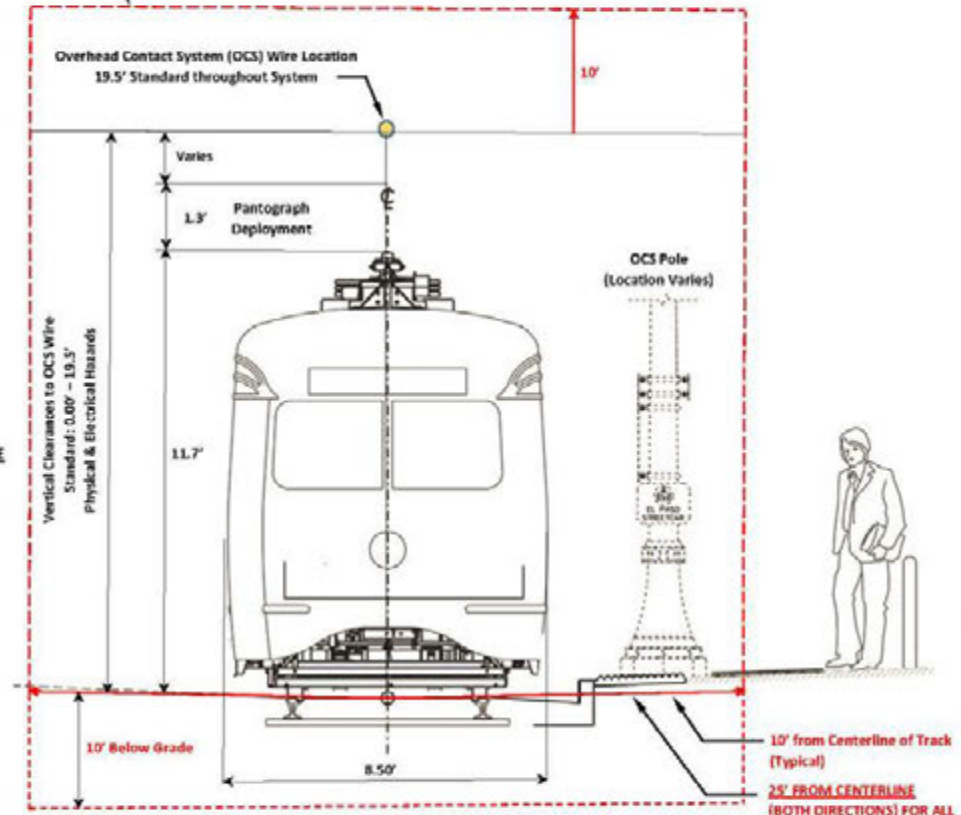 Overhead Contact System (OCS) Wire Location
19.5' Standard throughout System
10'
Varies
1.3'
Pantograph
Deployment
OCS Pole
(Location Varies)
Vertical Clearances to OCS Wire
Standard: 0.00' – 19.5'
Physical & Electrical Hazards
11.7'
EL PASO
STREETCAR
10' Below Grade
8.50'
10' from Centerline of Track
(Typical)
25' FROM CENTERLINE
(BOTH DIRECTIONS) FOR ALL